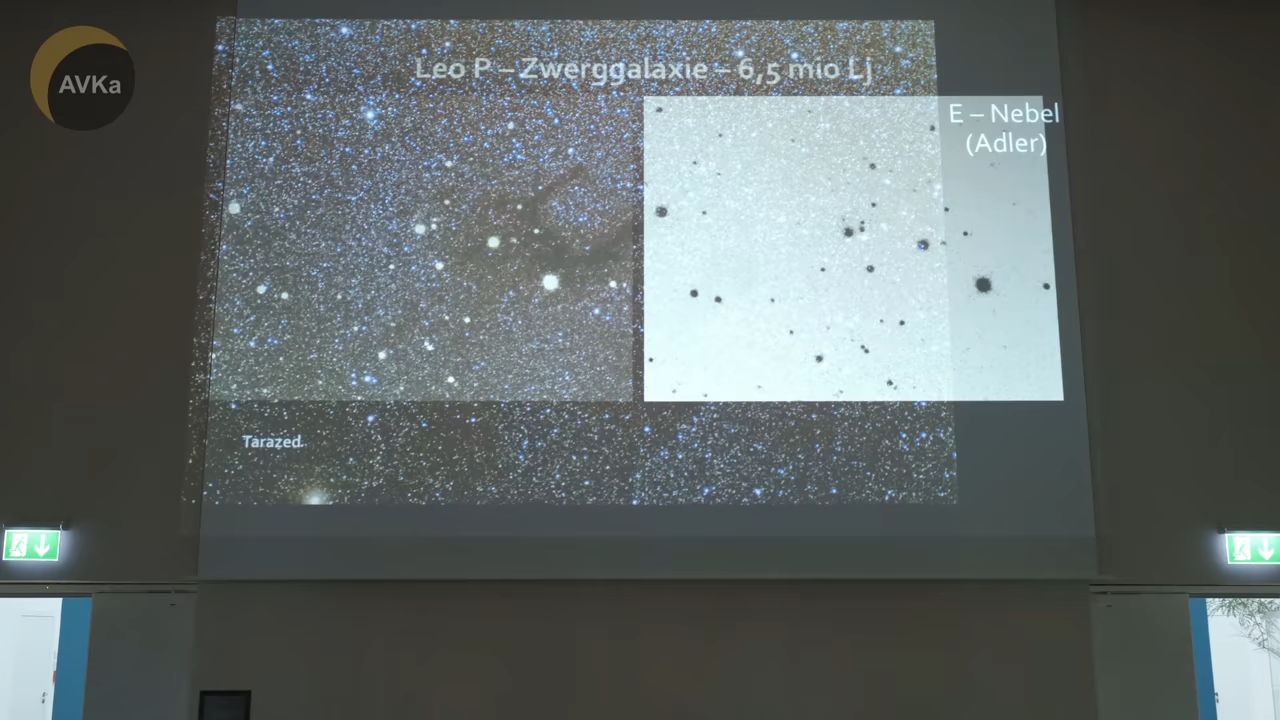 AVKa
Leo P – Zwerggalaxie – 6,5 mio Lj
E – Nebel
(Adler)
Tarazed